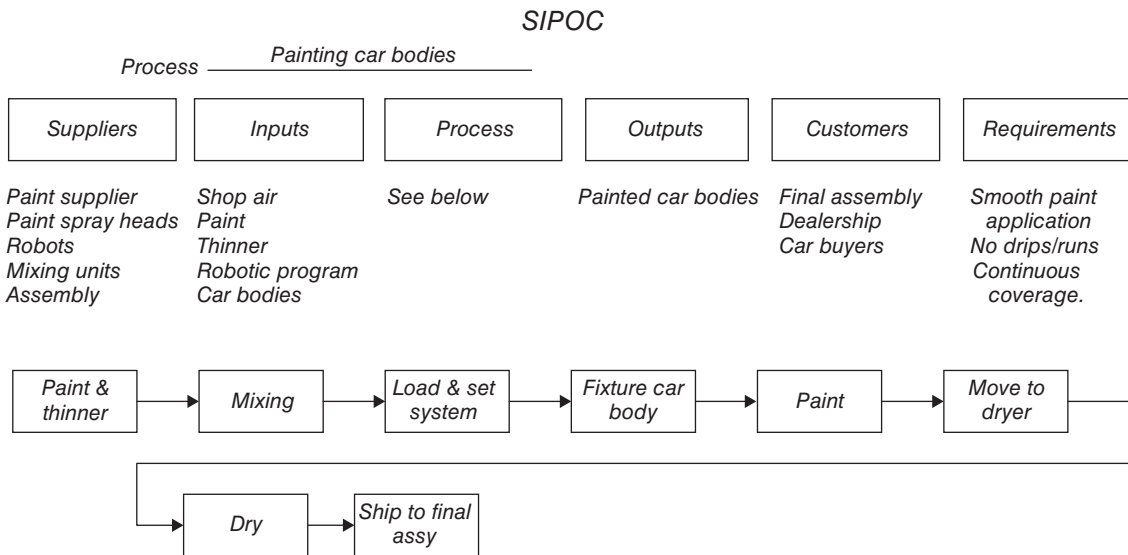 SIPOC
Process Painting car bodies
Suppliers
Inputs
Process
Outputs
Customers
Requirements
Paint supplier
Paint spray heads
Robots
Mixing units
Assembly
Shop air
Paint
Thinner
Robotic program
Car bodies
See below
Painted car bodies
Final assembly
Dealership
Car buyers
Smooth paint
application
No drips/runs
Continuous
coverage.
Paint &
thinner
Mixing
Load & set
system
Fixture car
body
Paint
Move to
dryer
Dry
Ship to final
assy